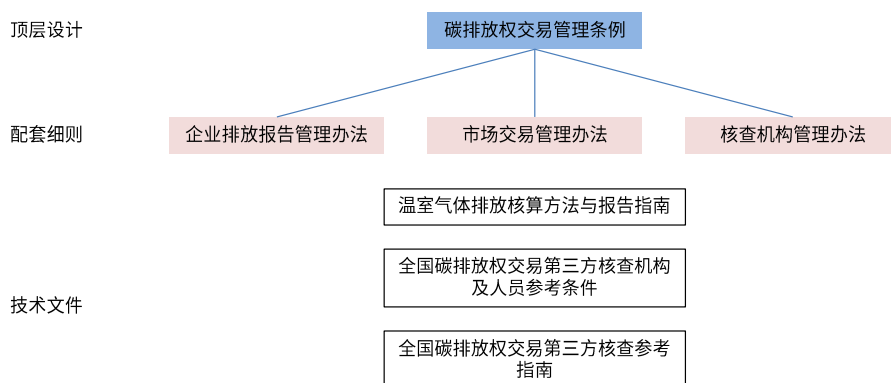 顶层设计
碳排放权交易管理条例
配套细则
企业排放报告管理办法
市场交易管理办法
核查机构管理办法
温室气体排放核算方法与报告指南
全国碳排放权交易第三方核查机构
及人员参考条件
技术文件
全国碳排放权交易第三方核查参考
指南